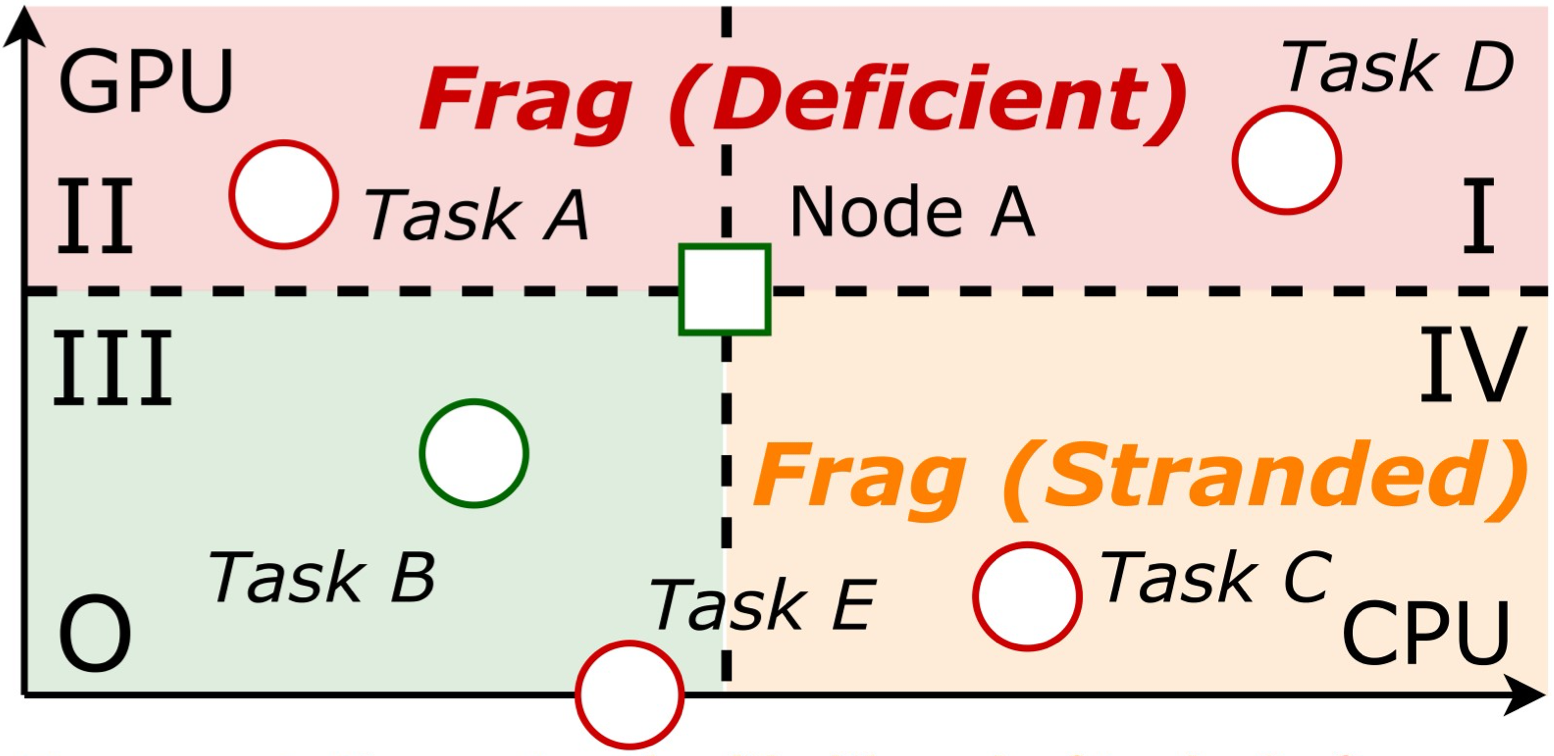 GPU
Frag (Deficient)
Task D
II
Task A
Node A
I
III
IV
Frag (Stranded)
Task B
Task E
Task C
O
CPU